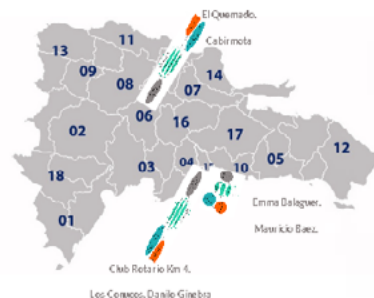 El Quemado.
Cabirmota
11
13
09
08
14
07
06
16
02
17
12
03
04
10
05
18
01
Emma Balaguer.
Mauricio Baez.
Club Rotario Km 4.
Los Conucos. Danilo Ginebra